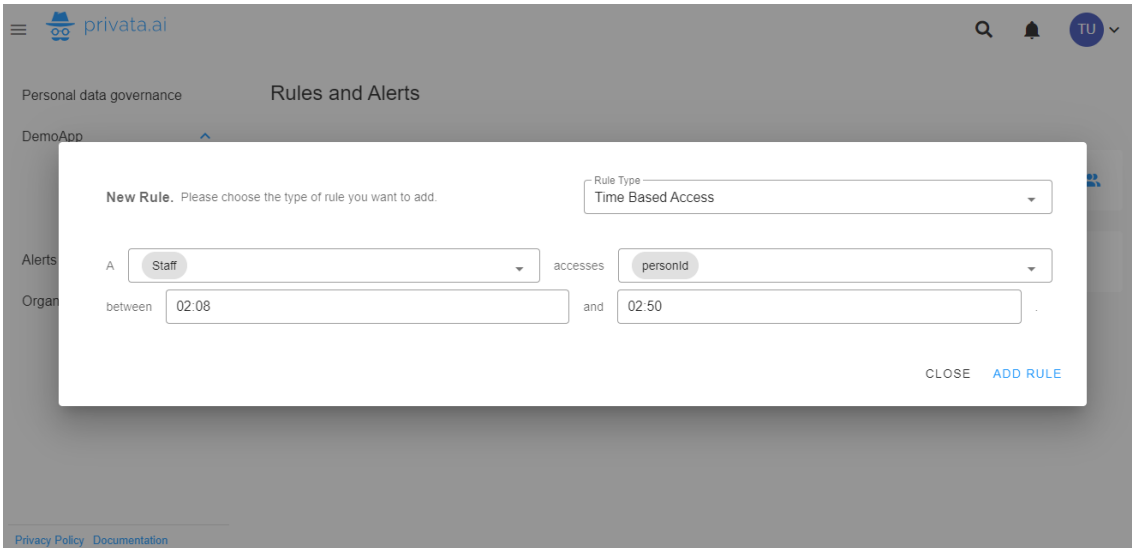 privata.ai
TU
Personal data governance
Rules and Alerts
DemoApp
New Rule. Please choose the type of rule you want to add.
Rule Type
Time Based Access
Alerts
A Staff accesses personId
Organ
between 02:08 and 02:50 .
CLOSE ADD RULE
Privacy Policy Documentation